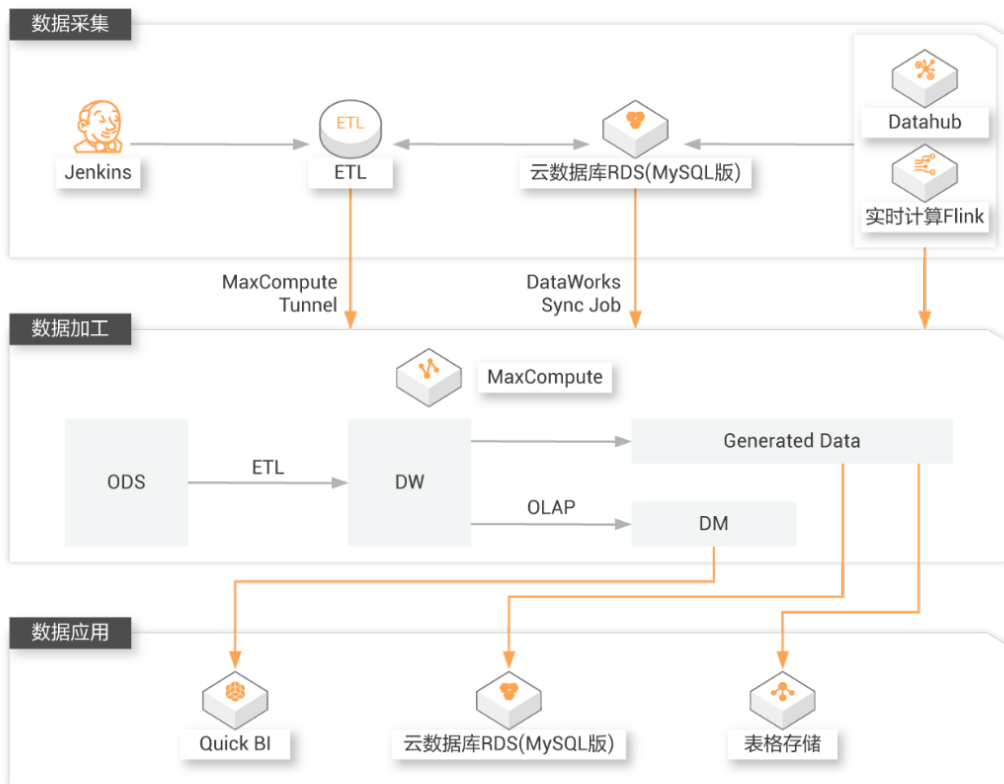 数据采集
Datahub
ETL
Jenkins
ETL
云数据库RDS(MySQL版)
实时计算Flink
MaxCompute
Tunnel
DataWorks
Sync Job
数据加工
MaxCompute
Generated Data
ODS
ETL
DW
OLAP
DM
数据应用
Quick BI
云数据库RDS(MySQL版)
表格存储